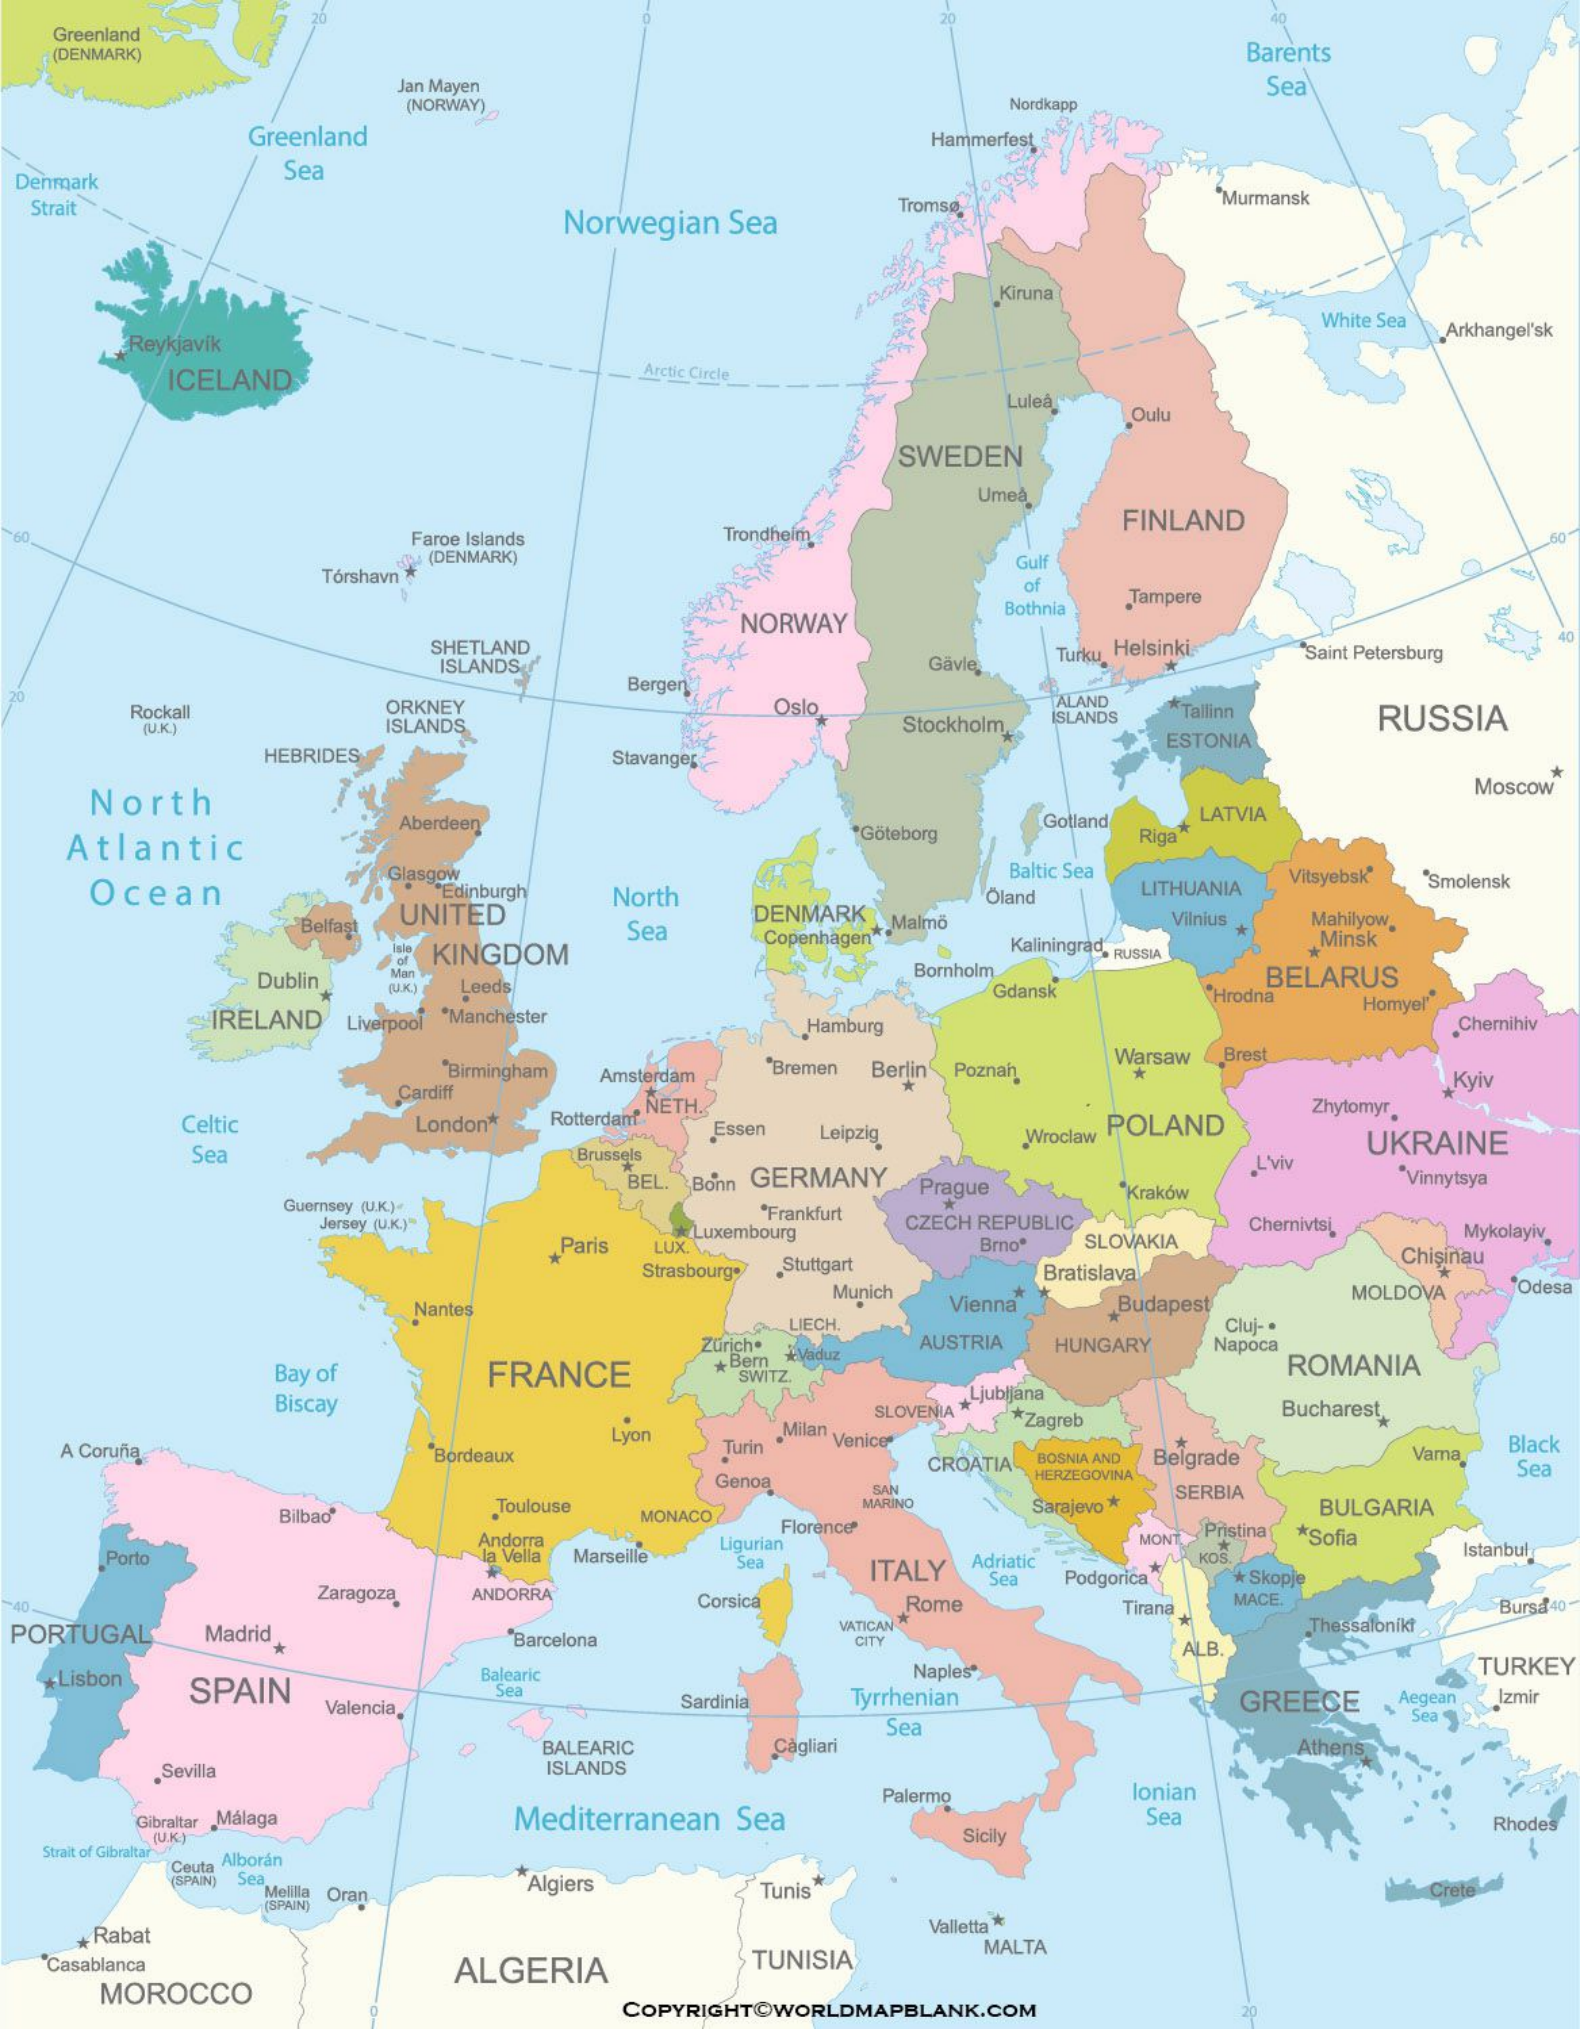 20
0
20
40
Greenland
(DENMARK)
Barents
Sea
Jan Mayen
(NORWAY)
Nordkapp
Greenland
Sea
Hammerfest
Denmark
Strait
Murmansk
Tromsø
Norwegian Sea
Kiruna
White Sea
Arkhangel'sk
Reykjavík
ICELAND
Arctic Circle
Luleå
Oulu
SWEDEN
Umeå
FINLAND
Trondheim
60
60
Faroe Islands
(DENMARK)
Tórshavn
Gulf
of
Bothnia
Tampere
NORWAY
40
SHETLAND
ISLANDS
Turku
Helsinki
Saint Petersburg
Gävle
Bergen
20
Rockall
(U.K.)
ORKNEY
ISLANDS
Oslo
ALAND
ISLANDS
Tallinn
RUSSIA
Stockholm
ESTONIA
HEBRIDES
Stavanger
Moscow
North
Atlantic
Ocean
Aberdeen
Göteborg
Gotland
LATVIA
Riga
Baltic Sea
Glasgow
Edinburgh
Öland
LITHUANIA
Vitsyebsk
Smolensk
North
Sea
UNITED
KINGDOM
DENMARK
Copenhagen
Malmö
Vilnius
Mahilyow
Minsk
Belfast
Isle
of
Man
(U.K.)
Kaliningrad
RUSSIA
Bornholm
Dublin
Leeds
Gdansk
Hrodna
BELARUS
Homyel'
IRELAND
Liverpool
Manchester
Hamburg
Chernihiv
Bremen
Berlin
Poznań
Warsaw
Brest
Birmingham
Amsterdam
Kyiv
Cardiff
NETH.
Rotterdam
Zhytomyr
London
Celtic
Sea
Essen
Leipzig
Wroclaw
POLAND
UKRAINE
Brussels
BEL.
Bonn
GERMANY
L'viv
Vinnytsya
Prague
Kraków
Guernsey (U.K.)
Jersey (U.K.)
Frankfurt
CZECH REPUBLIC
Luxembourg
LUX.
Brno
SLOVAKIA
Chernivtsi
Mykolayiv
Paris
Strasbourg
Stuttgart
Bratislava
Chişinau
Odesa
Nantes
Munich
Vienna
Budapest
MOLDOVA
LIECH.
Zürich
Vaduz
Bern
SWITZ.
AUSTRIA
HUNGARY
Cluj-
Napoca
ROMANIA
FRANCE
Bay of
Biscay
Ljubljana
SLOVENIA
Zagreb
Bucharest
Lyon
Milan
Venice
Turin
A Coruña
Bordeaux
Genoa
CROATIA
BOSNIA AND
HERZEGOVINA
Belgrade
SERBIA
Varna
Black
Sea
SAN
MARINO
Sarajevo
BULGARIA
Bilbao
Toulouse
MONACO
Florence
Andorra
la Vella
Marseille
Ligurian
Sea
MONT.
Pristina
KOS.
Sofia
Istanbul
Porto
ITALY
Adriatic
Sea
Podgorica
Skopje
MACE.
Zaragoza
ANDORRA
Corsica
Rome
Tirana
Bursa
40
40
PORTUGAL
Madrid
Barcelona
VATICAN
CITY
Thessaloníki
ALB.
Lisbon
SPAIN
Balearic
Sea
Naples
TURKEY
Valencia
Sardinia
Tyrrhenian
Sea
GREECE
Aegean
Sea
Izmir
BALEARIC
ISLANDS
Càgliari
Athens
Sevilla
Palermo
Ionian
Sea
Gibraltar
(U.K.)
Málaga
Mediterranean Sea
Sicily
Rhodes
Strait of Gibraltar
Ceuta
(SPAIN)
Alborán
Sea
Melilla
(SPAIN)
Oran
Algiers
Tunis
Crete
Rabat
Valletta
MALTA
Casablanca
MOROCCO
ALGERIA
TUNISIA
0
COPYRIGHT©WORLDMAPBLANK.COM
20